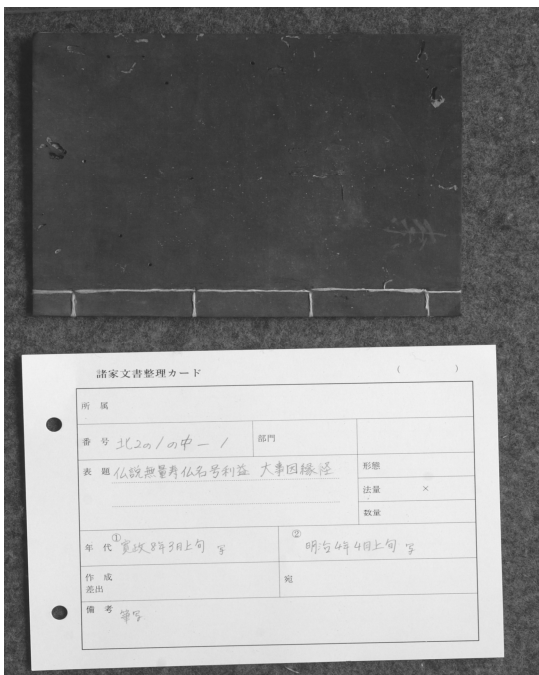 諸家文書整理カード ( )
所属
番号 北2の1の中-1 部門
表題 仏説無量寿仏名号利益 大事因縁経 形態
法量 ×
数量
年代 ①寛政8年3月上旬 写 ②明治4年4月上旬 写
作成
差出 宛
備考 筆写